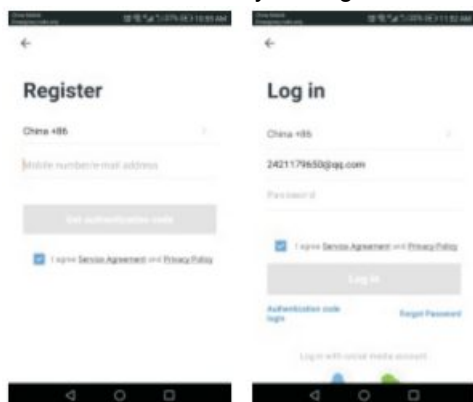 Register
China +86
Mobile number/e-mail address
Get authentication code
I agree Service Agreement and Privacy Policy
Log in
China +86
2421179650@qq.com
Password
I agree Service Agreement and Privacy Policy
Log in
Authentication code
login
Forgot Password
Log in with social media account